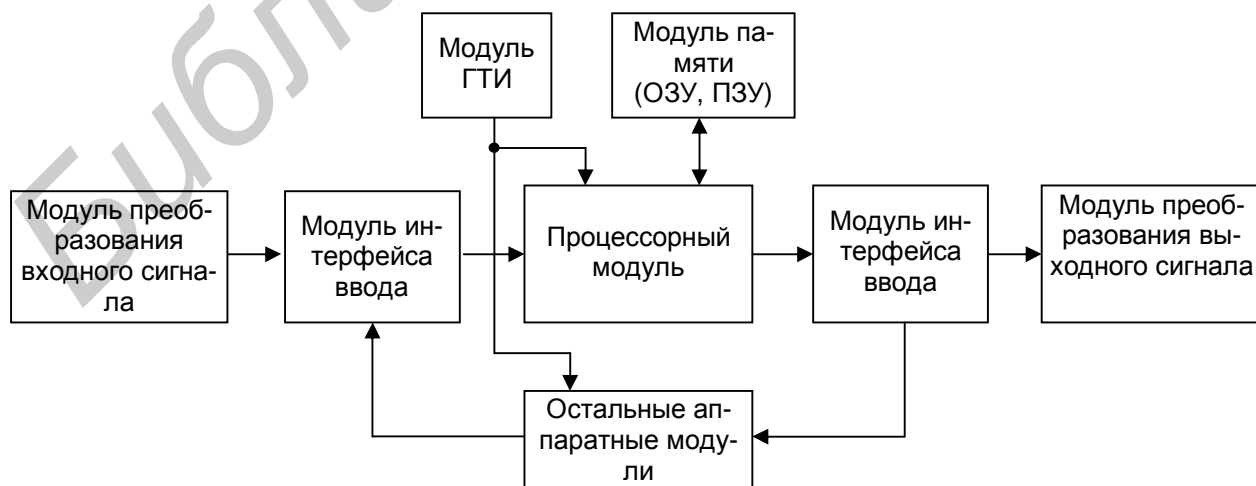 Модуль
ГТИ
Модуль па-
мяти
(ОЗУ, ПЗУ)
Модуль преоб-
разования
входного сигна-
ла
Модуль ин-
терфейса
ввода
Процессорный
модуль
Модуль ин-
терфейса
ввода
Модуль преоб-
разования вы-
ходного сигнала
Остальные ап-
паратные моду-
ли